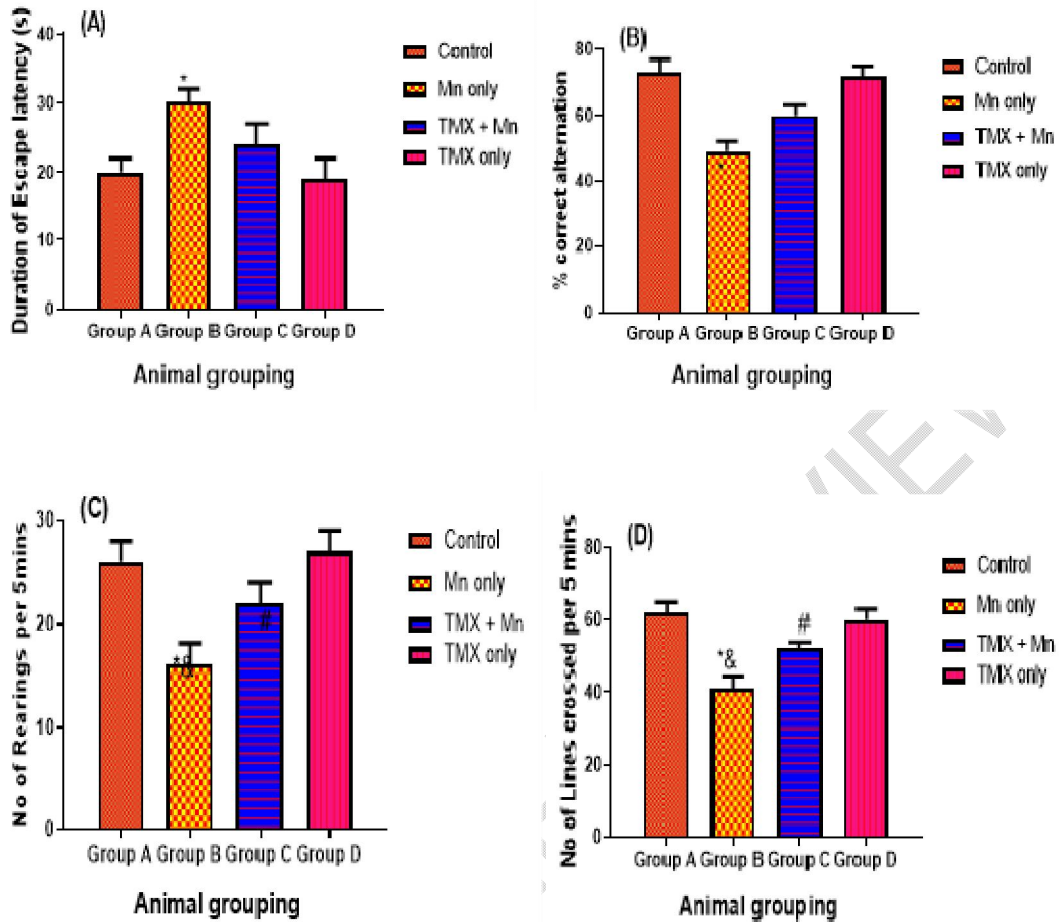 (A)
Duration of Escape latency (s)
40
30
20
10
0
*
Group A Group B Group C Group D
Animal grouping
Control
Mn only
TMX + Mn
TMX only
(B)
% correct alternation
80
60
40
20
0
Group A Group B Group C Group D
Animal grouping
Control
Mn only
TMX + Mn
TMX only
(C)
No of Rearings per 5mins
30
20
10
0
*&
#
Group A Group B Group C Group D
Animal grouping
Control
Mn only
TMX + Mn
TMX only
(D)
No of Lines crossed per 5 mins
80
60
40
20
0
*&
#
Group A Group B Group C Group D
Animal grouping
Control
Mn only
TMX + Mn
TMX only